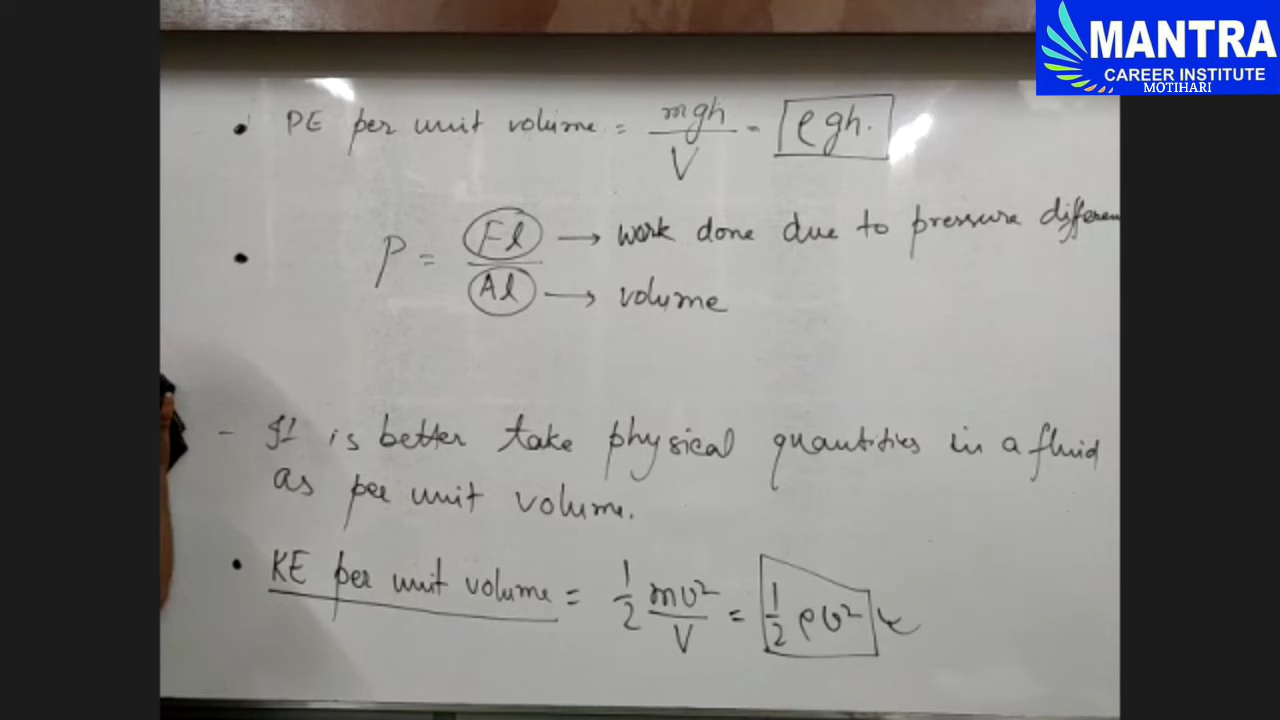 MANTRA
CAREER INSTITUTE
MOTIHARI
• PE per unit volume = mgh/V = ρgh.
• P = Fl/Al
→ work done due to pressure differen
→ volume
- It is better take physical quantities in a fluid
as per unit volume.
• KE per unit volume = 1/2 mv²/V = 1/2 ρv²